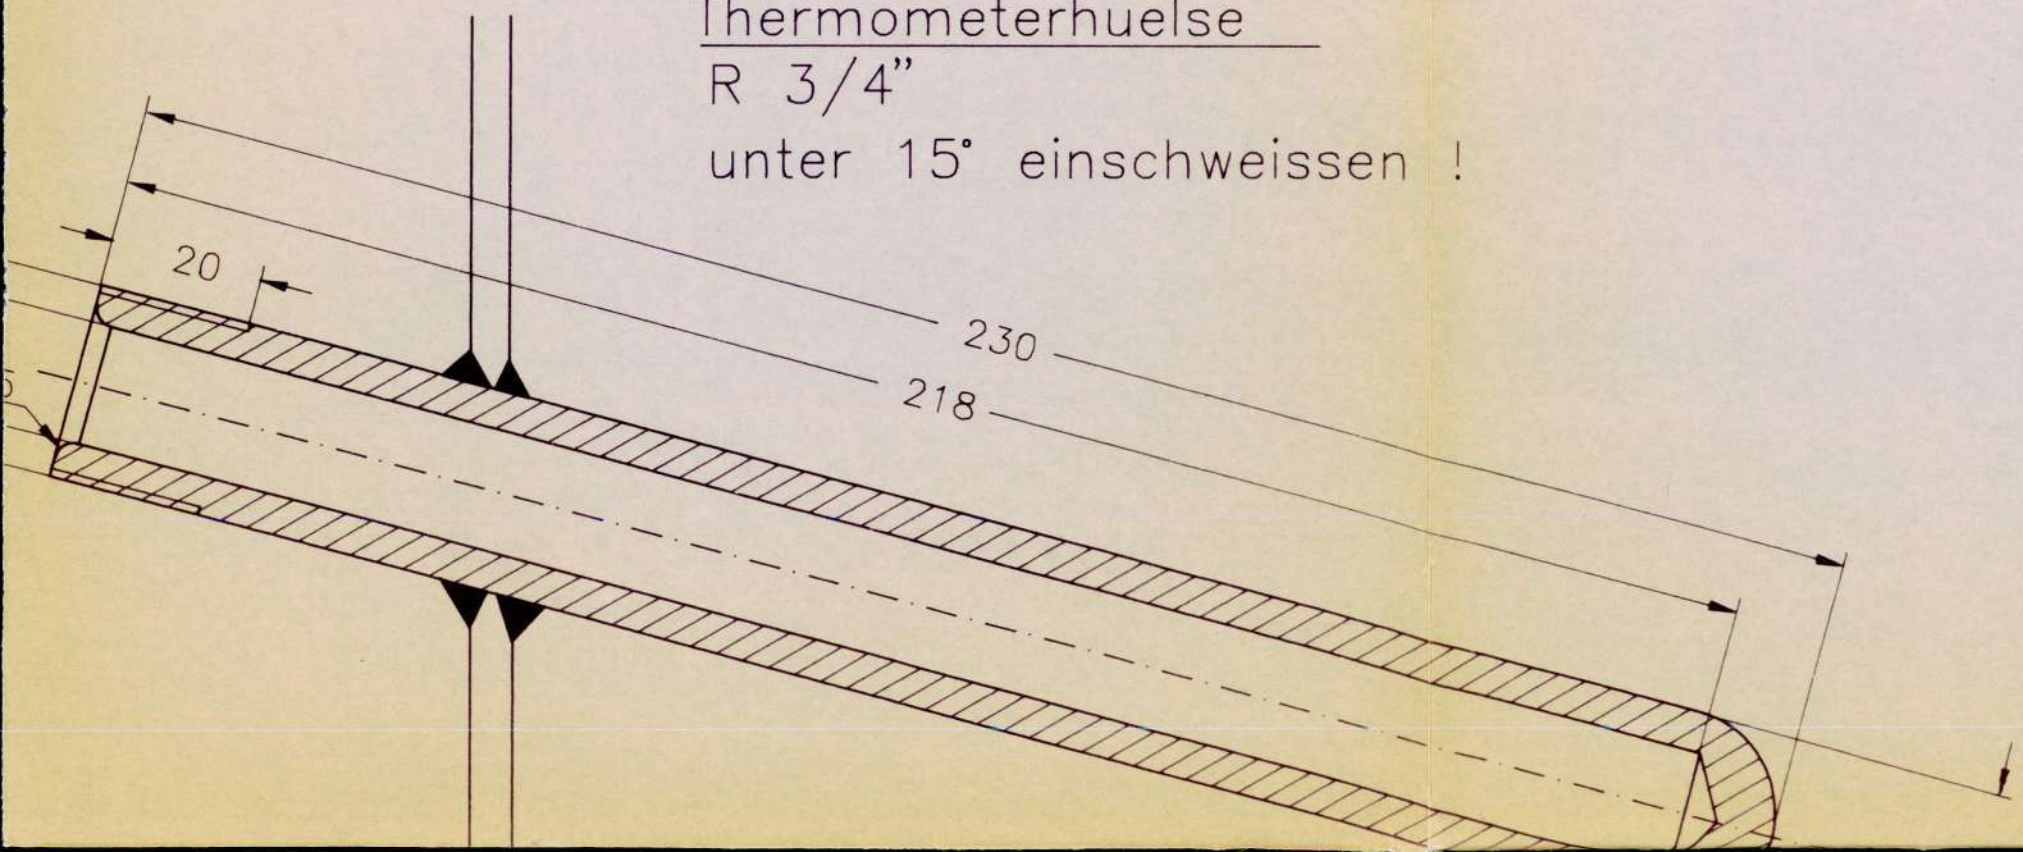 Thermometerhuelse
R 3/4”
unter 15° einschweissen !
20
230
218